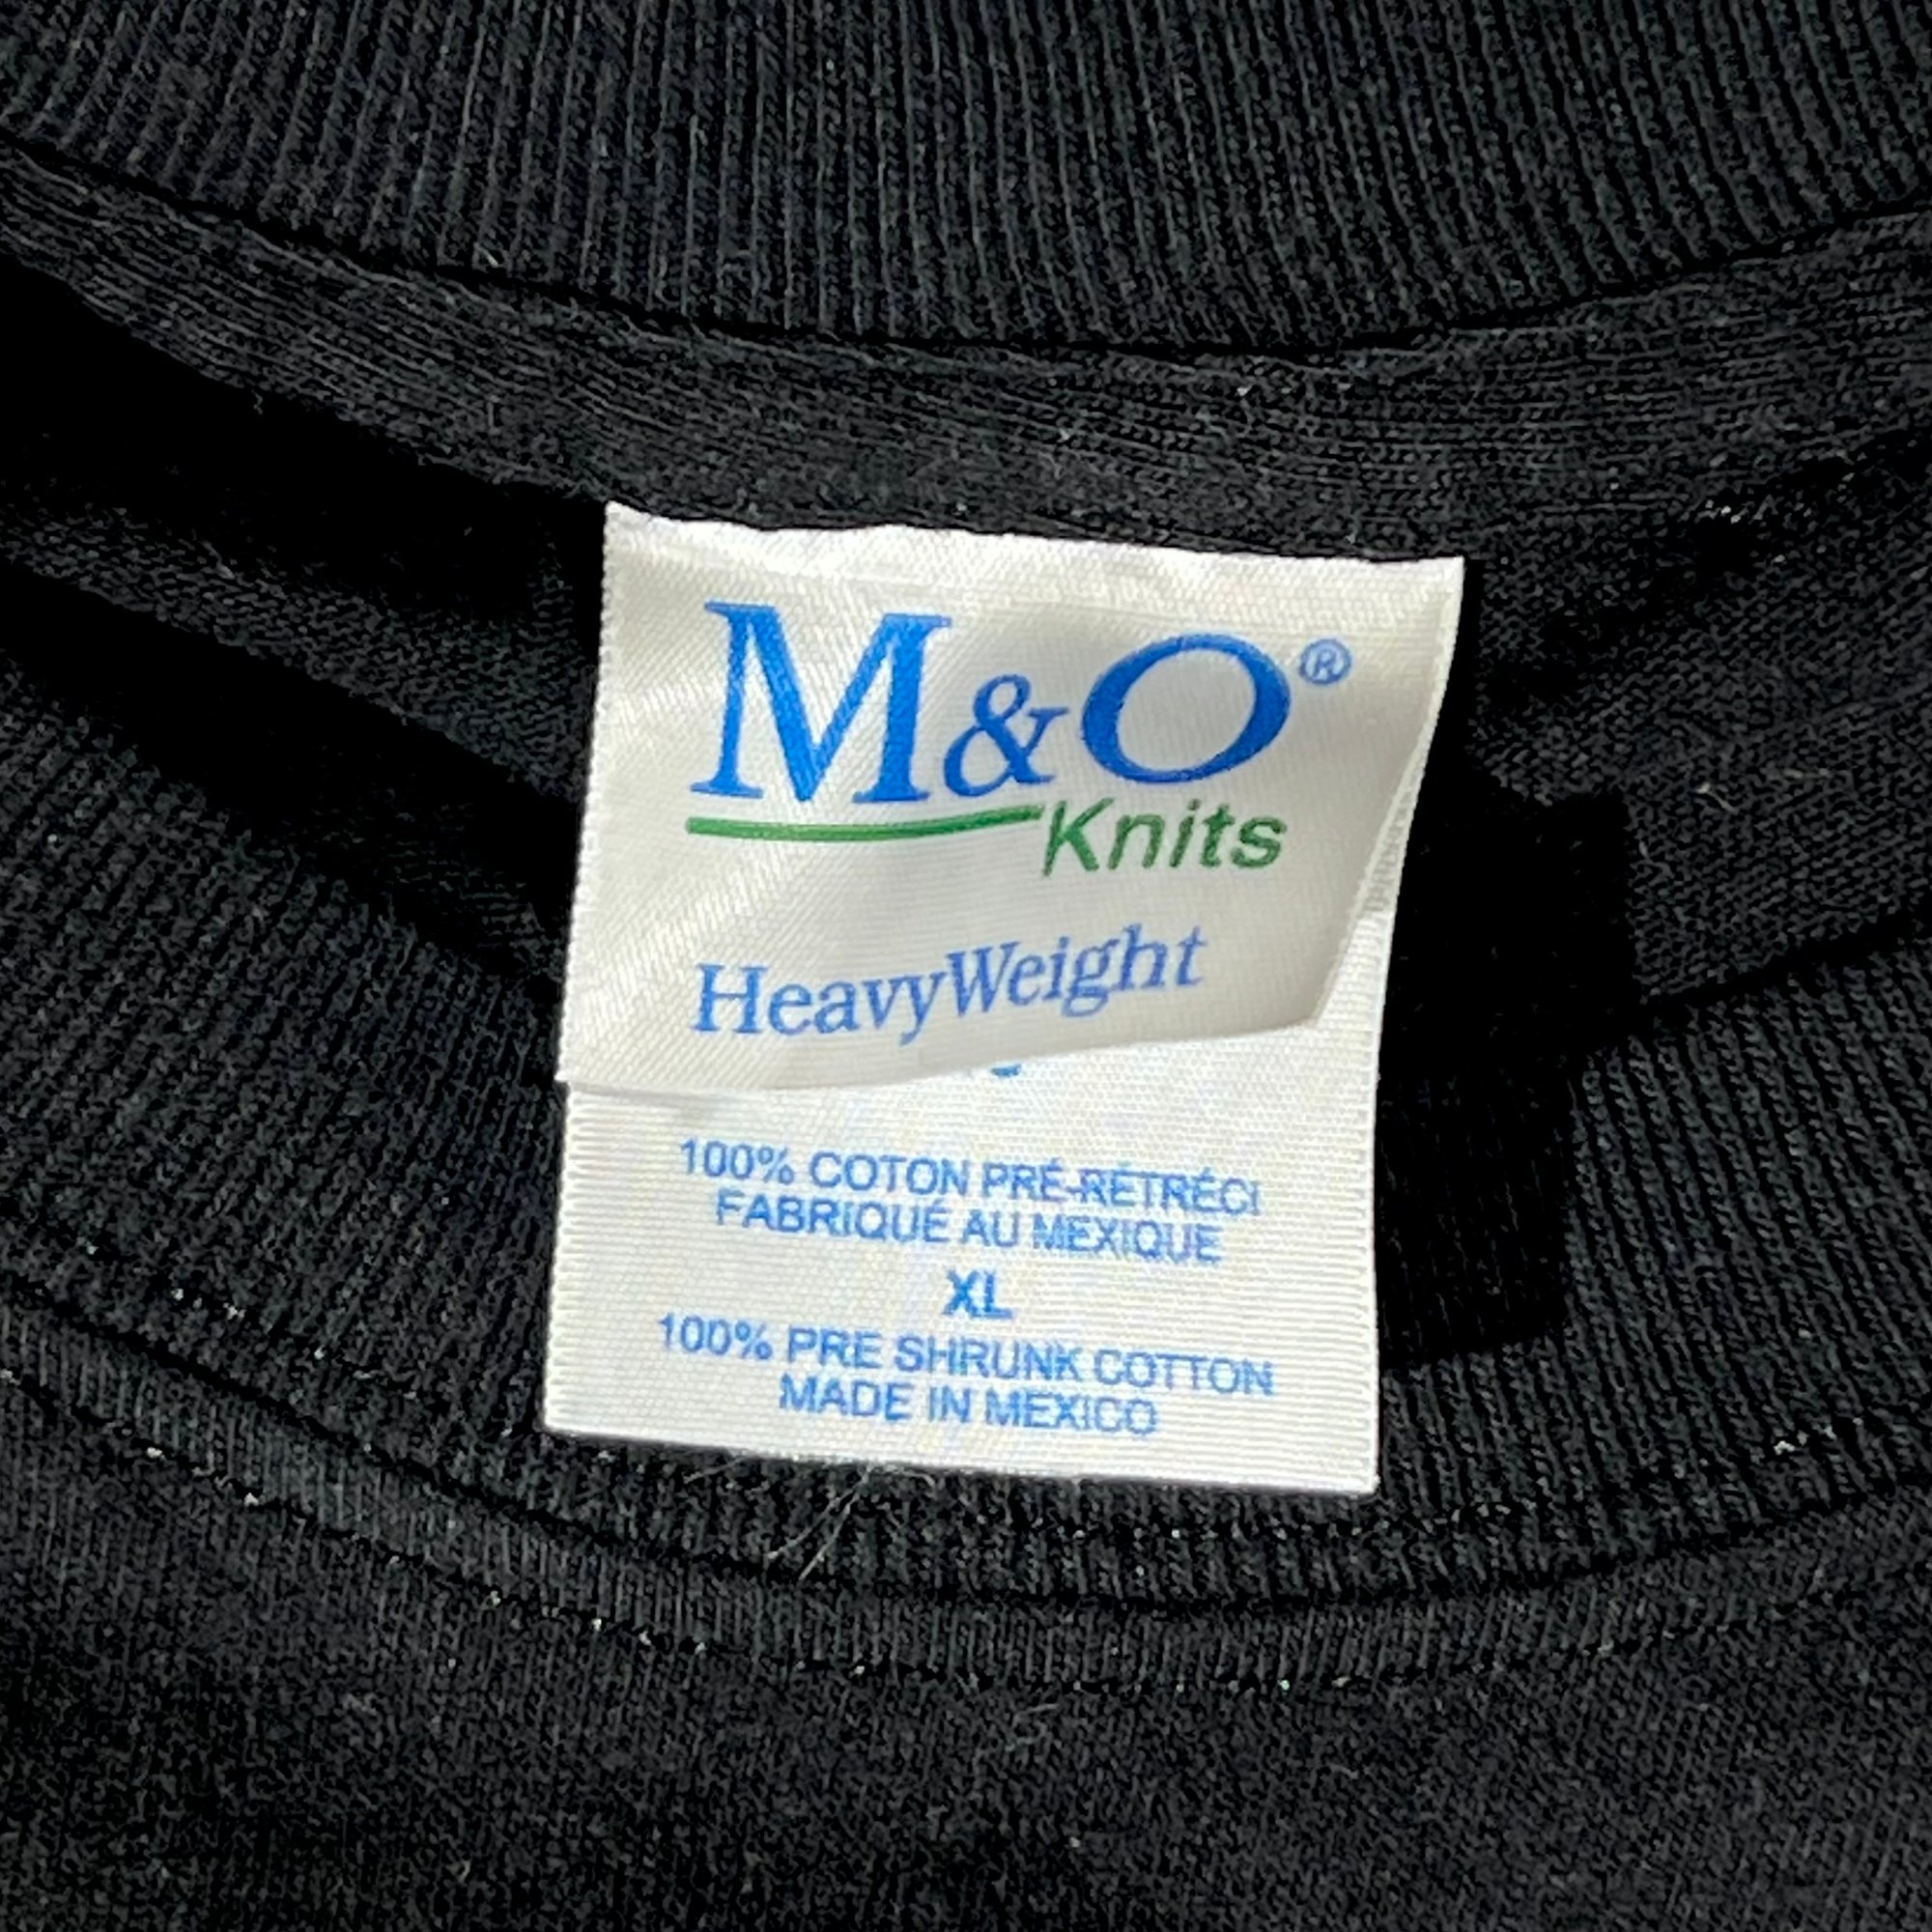 M&O®
Knits
HeavyWeight
100% COTON PRÉ-RÉTRÉCI
FABRIQUÉ AU MEXIQUE
XL
100% PRE SHRUNK COTTON
MADE IN MEXICO